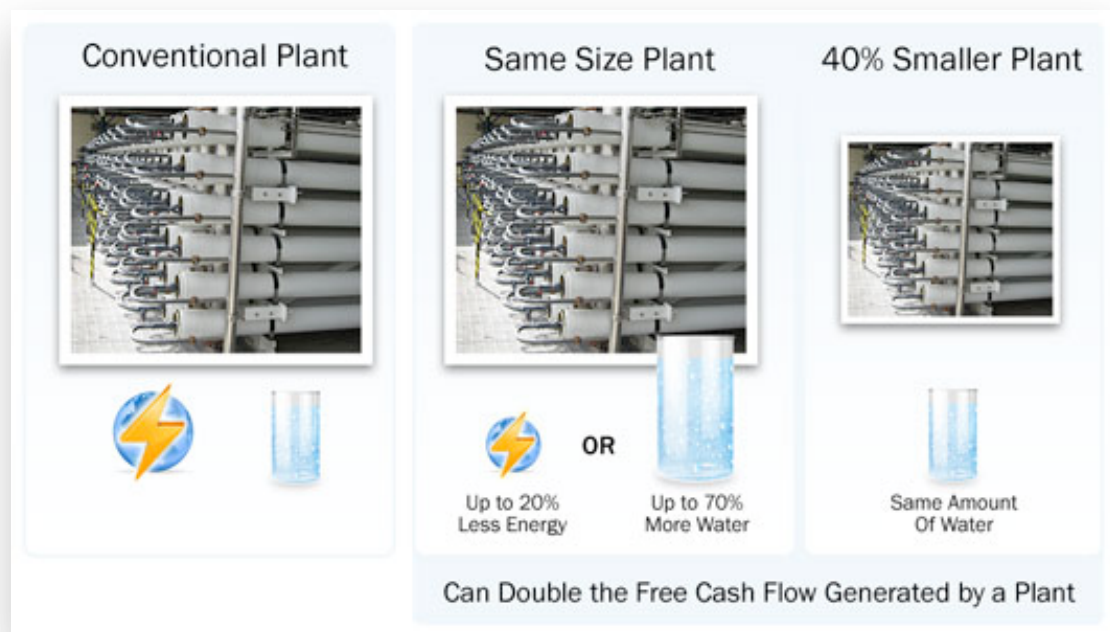 Conventional Plant
Same Size Plant
40% Smaller Plant
OR
Up to 20%
Less Energy
Up to 70%
More Water
Same Amount
Of Water
Can Double the Free Cash Flow Generated by a Plant